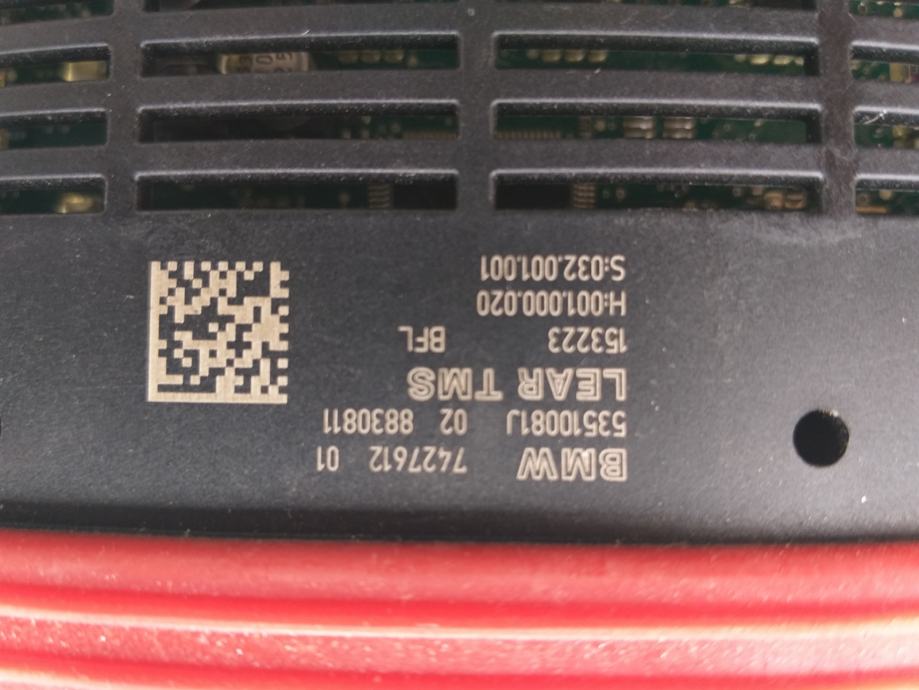 BMW 7427612 01
53510081J 02 8830811
LEAR TMS
153223 BFL
H:001.000.020
S:032.001.001